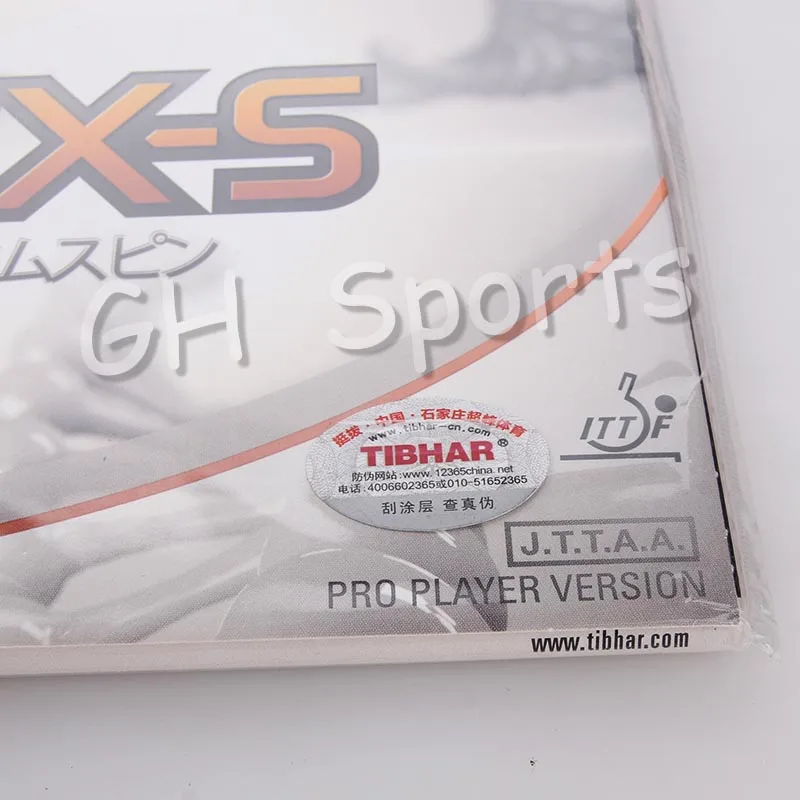 X-S
ムスピン
GH Sports
挺拔·中国·石家庄超蜂体育
www.tibhar-cn.com
TIBHAR®
防伪网站:www.12365china.net
电话:4006602365或010-51652365
刮涂层 查真伪
ITTF
J.T.T.A.A.
PRO PLAYER VERSION
www.tibhar.com